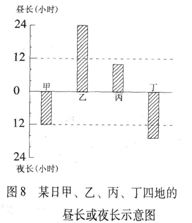 昼长(小时)
24
12
甲 乙 丙 丁
0
12
24
夜长(小时)
图8 某日甲、乙、丙、丁四地的
昼长或夜长示意图